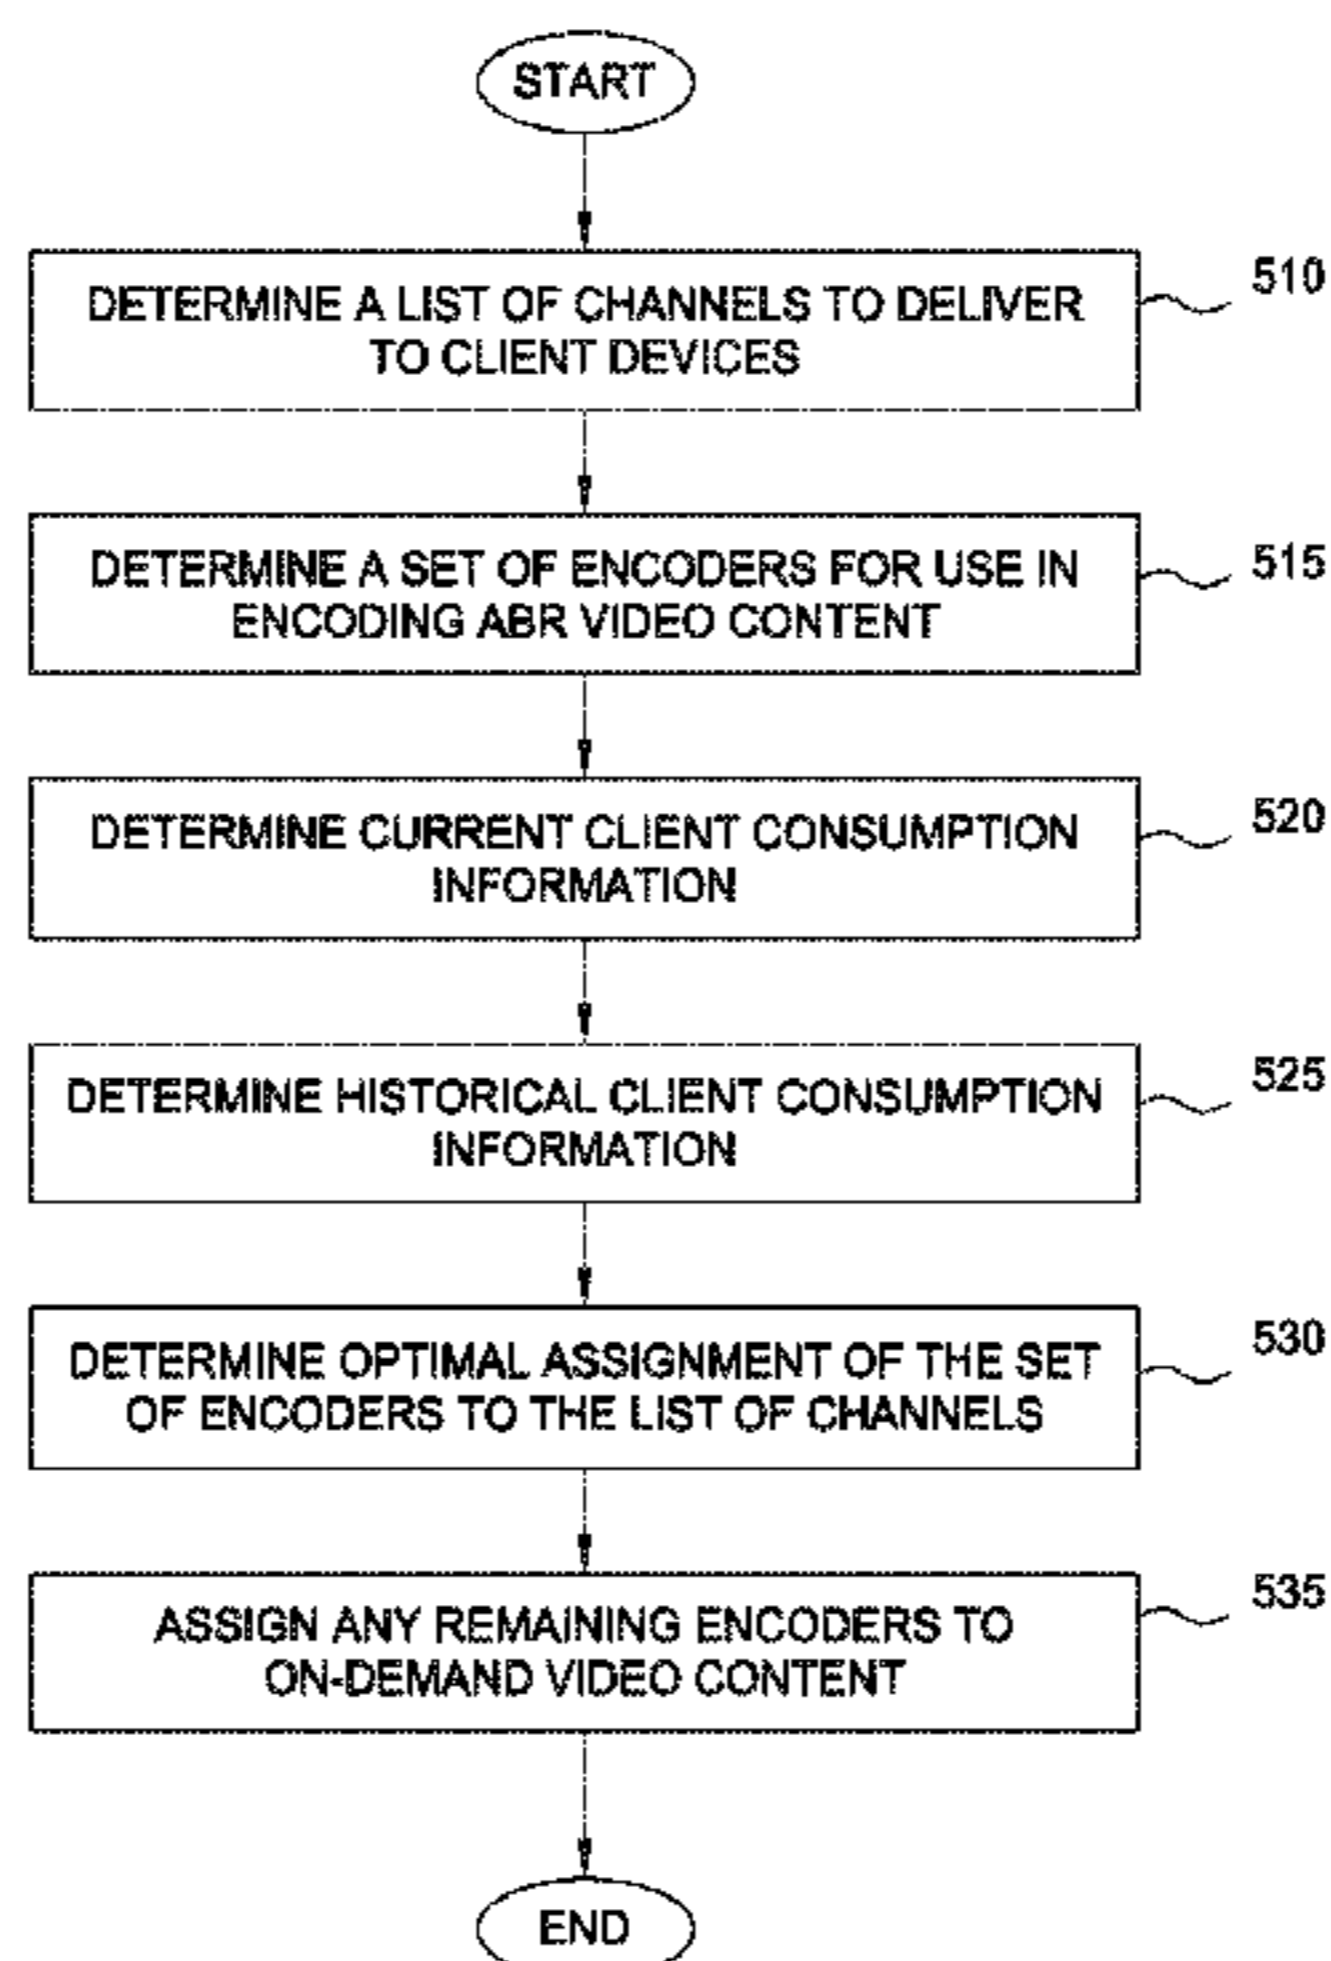 START
DETERMINE A LIST OF CHANNELS TO DELIVER
TO CLIENT DEVICES
510
DETERMINE A SET OF ENCODERS FOR USE IN
ENCODING ABR VIDEO CONTENT
515
DETERMINE CURRENT CLIENT CONSUMPTION
INFORMATION
520
DETERMINE HISTORICAL CLIENT CONSUMPTION
INFORMATION
525
DETERMINE OPTIMAL ASSIGNMENT OF THE SET
OF ENCODERS TO THE LIST OF CHANNELS
530
ASSIGN ANY REMAINING ENCODERS TO
ON-DEMAND VIDEO CONTENT
535
END